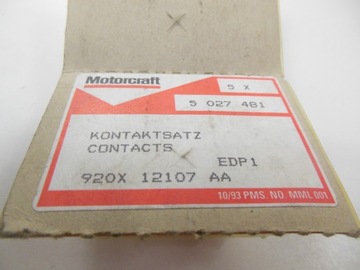 Motorcraft
5 X
5 027 481
KONTAKTSATZ
CONTACTS
EDP1
920X 12107 AA
10/93 PMS NO. MML 001